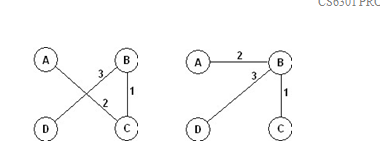 CS6301 PRC
A B A 2 B
3 3
1 1
2
D C D C